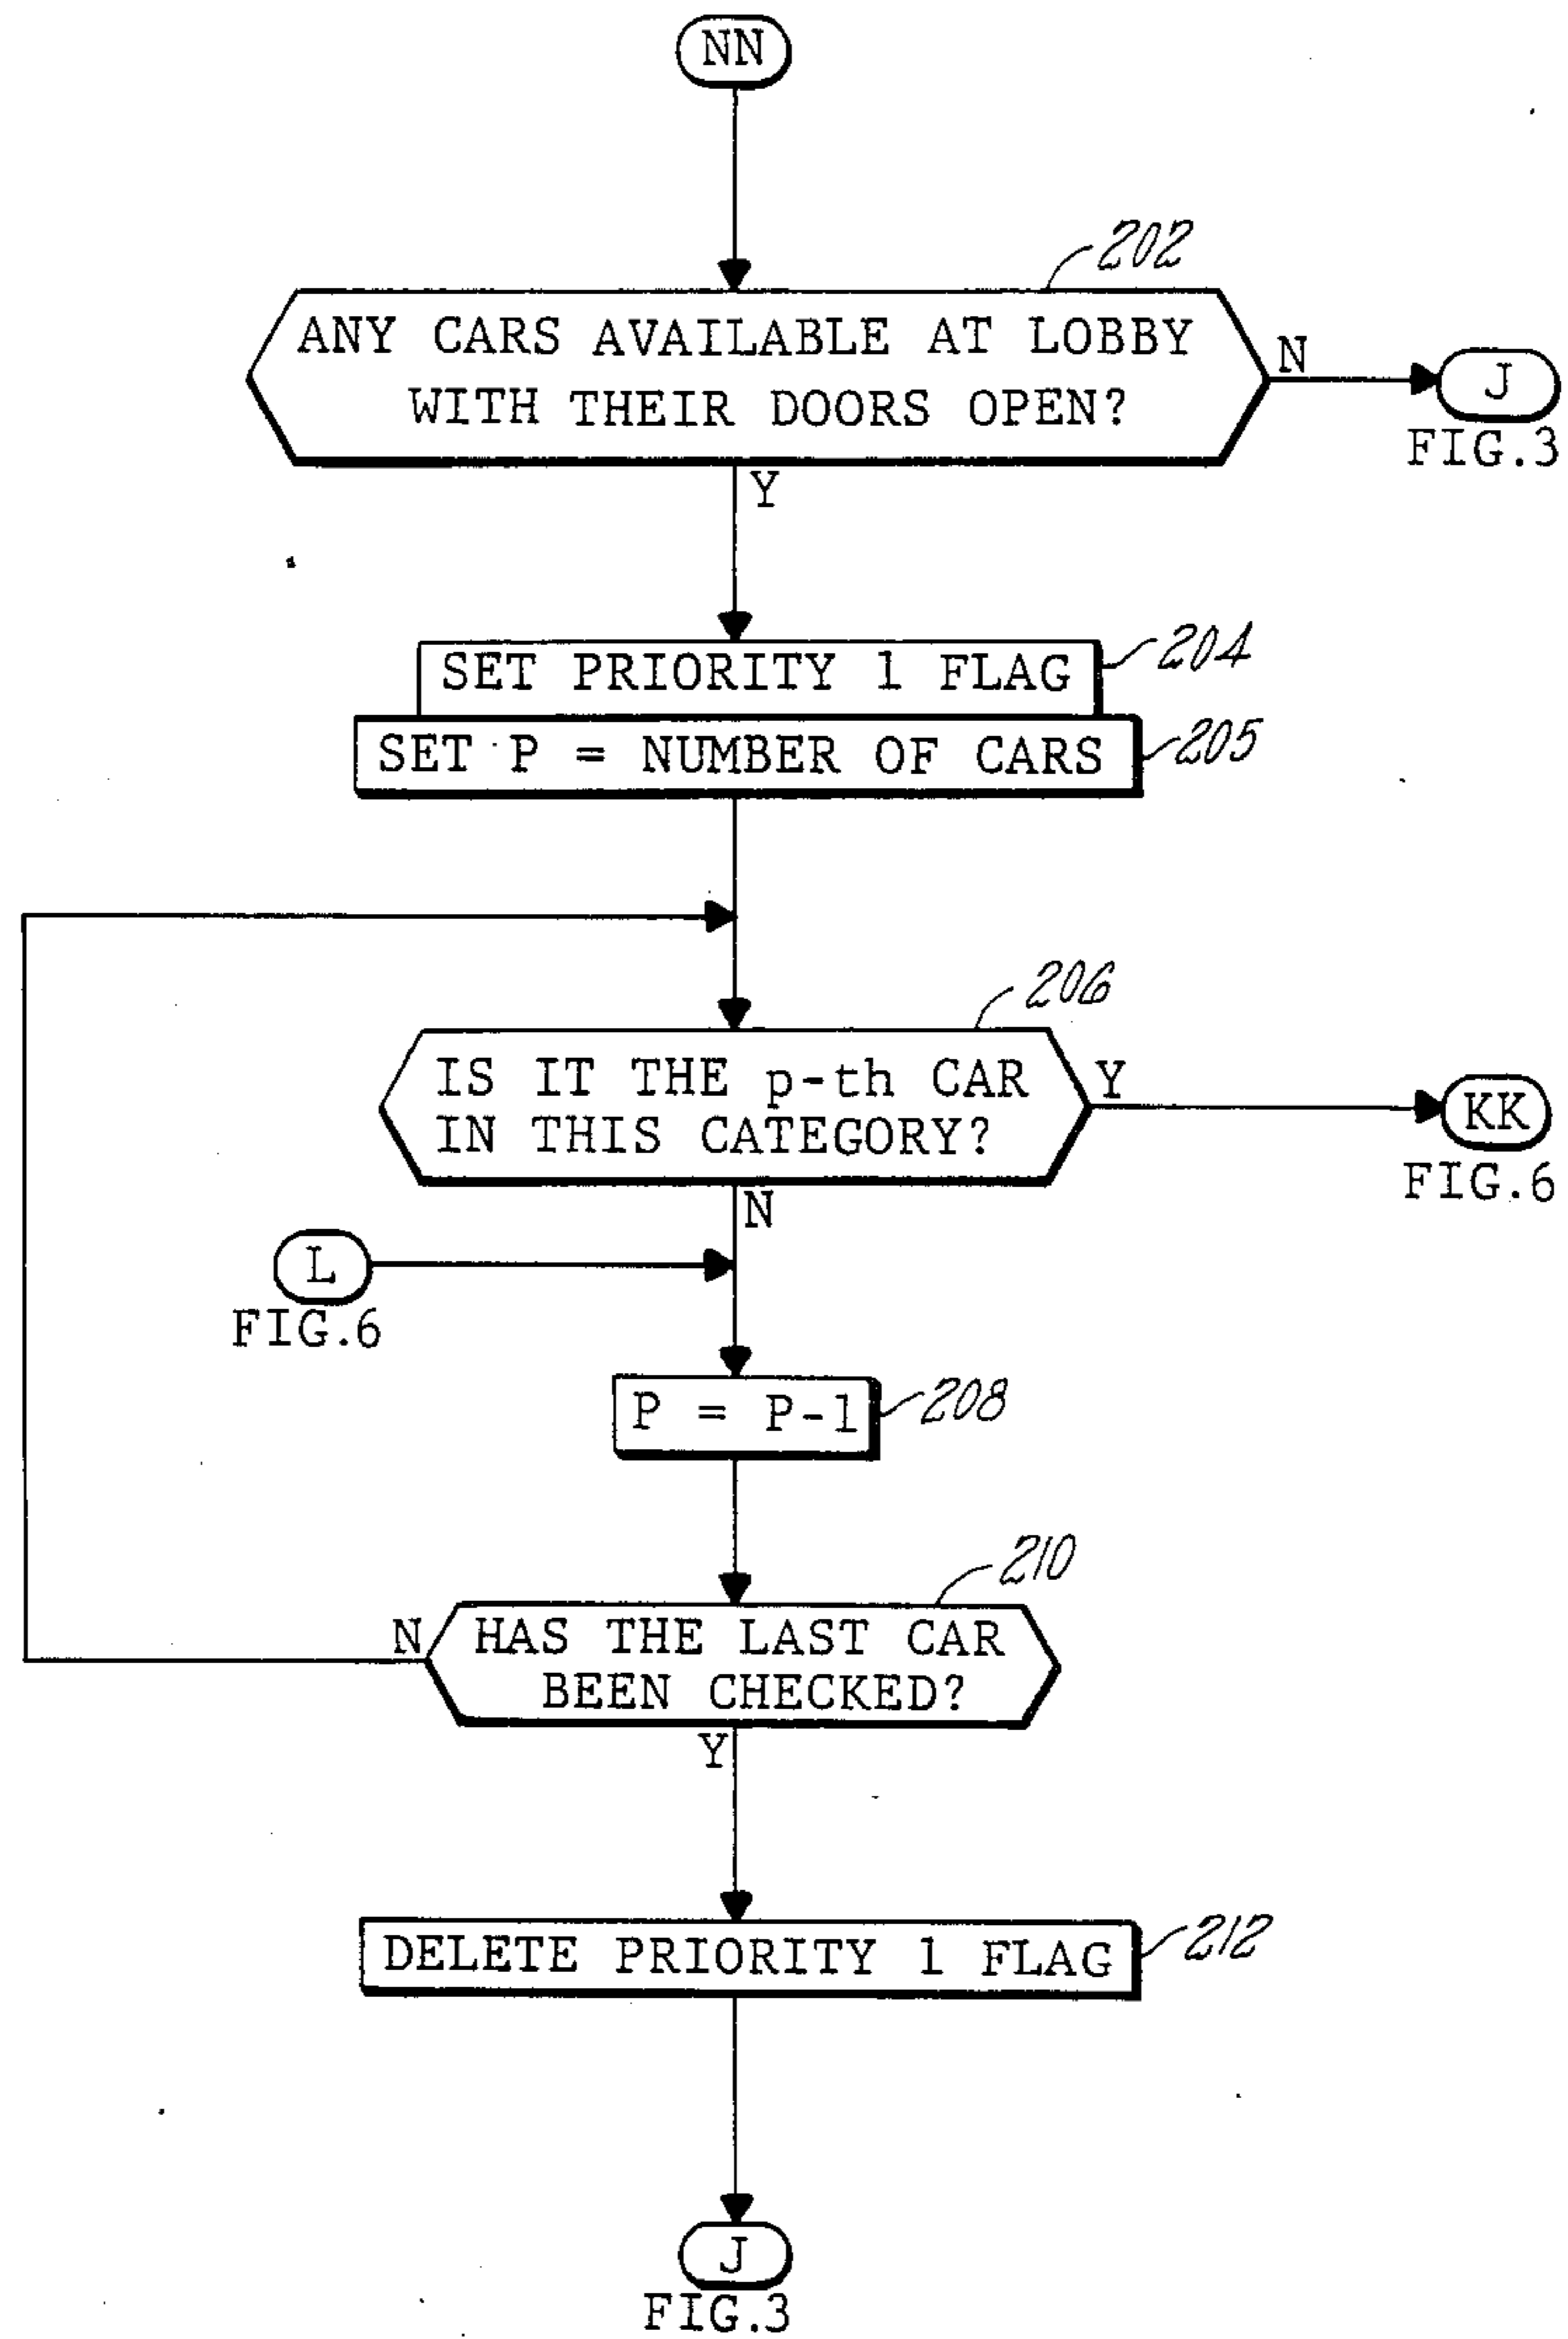 NN
202
ANY CARS AVAILABLE AT LOBBY
WITH THEIR DOORS OPEN?
N
J
FIG.3
Y
SET PRIORITY 1 FLAG
204
SET P = NUMBER OF CARS
205
206
IS IT THE p-th CAR
IN THIS CATEGORY?
Y
KK
FIG.6
N
L
FIG.6
P = P-1
208
210
N
HAS THE LAST CAR
BEEN CHECKED?
Y
DELETE PRIORITY 1 FLAG
212
J
FIG.3